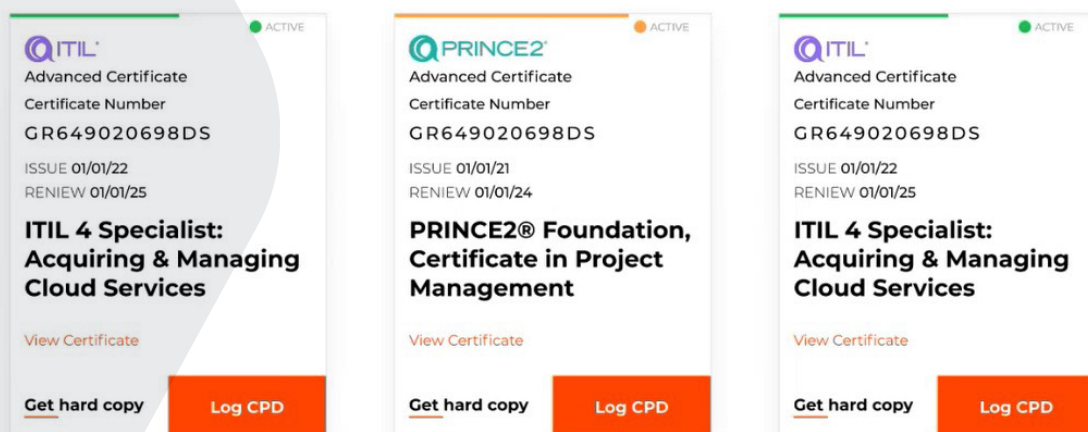 ACTIVE
ITIL®
Advanced Certificate
Certificate Number
GR649020698DS
ISSUE 01/01/22
RENIEW 01/01/25
ITIL 4 Specialist:
Acquiring & Managing
Cloud Services
View Certificate
Get hard copy
Log CPD
ACTIVE
PRINCE2®
Advanced Certificate
Certificate Number
GR649020698DS
ISSUE 01/01/21
RENIEW 01/01/24
PRINCE2® Foundation,
Certificate in Project
Management
View Certificate
Get hard copy
Log CPD
ACTIVE
ITIL®
Advanced Certificate
Certificate Number
GR649020698DS
ISSUE 01/01/22
RENIEW 01/01/25
ITIL 4 Specialist:
Acquiring & Managing
Cloud Services
View Certificate
Get hard copy
Log CPD